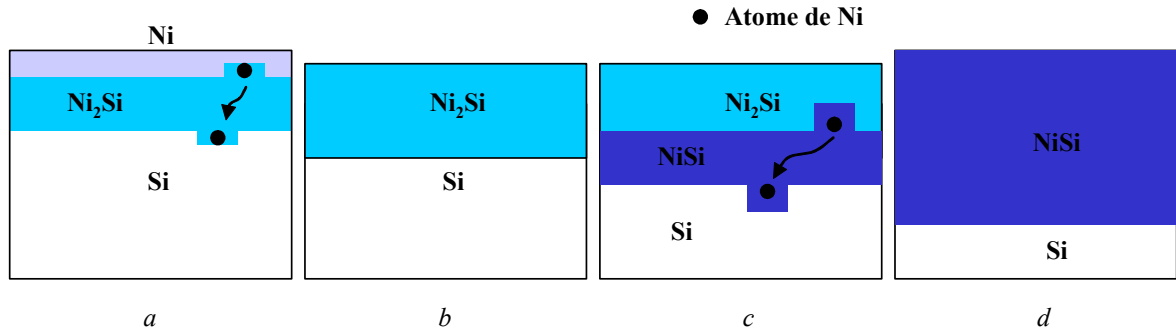 ● Atome de Ni
Ni
Ni₂Si
Si
a
Ni₂Si
Si
b
Ni₂Si
NiSi
Si
c
NiSi
Si
d